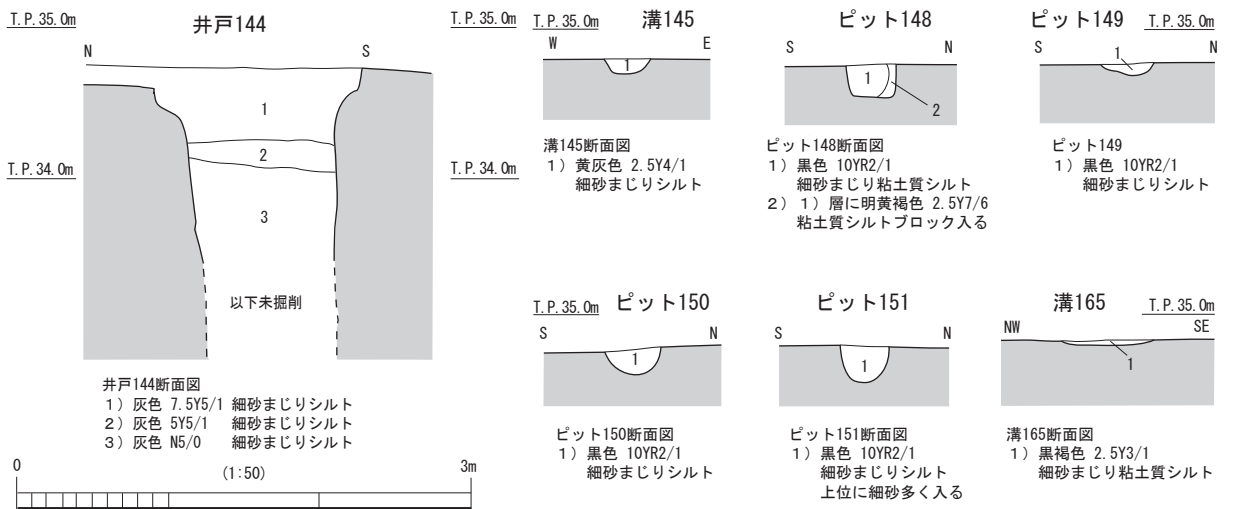 T.P.35.0m
井戸144
N
S
1
2
3
T.P.34.0m
以下未掘削
井戸144断面図
1）灰色 7.5Y5/1 細砂まじりシルト
2）灰色 5Y5/1 細砂まじりシルト
3）灰色 N5/0 細砂まじりシルト
0
(1:50)
3m
T.P.35.0m
T.P.34.0m
T.P.35.0m
溝145
W
E
1
溝145断面図
1）黄灰色 2.5Y4/1
細砂まじりシルト
ピット148
S
N
1
2
ピット148断面図
1）黒色 10YR2/1
細砂まじり粘土質シルト
2）1）層に明黄褐色 2.5Y7/6
粘土質シルトブロック入る
ピット149
T.P.35.0m
S
N
1
ピット149
1）黒色 10YR2/1
細砂まじりシルト
T.P.35.0m
ピット150
S
N
1
ピット150断面図
1）黒色 10YR2/1
細砂まじりシルト
ピット151
S
N
1
ピット151断面図
1）黒色 10YR2/1
細砂まじりシルト
上位に細砂多く入る
溝165
T.P.35.0m
NW
SE
1
溝165断面図
1）黒褐色 2.5Y3/1
細砂まじり粘土質シルト